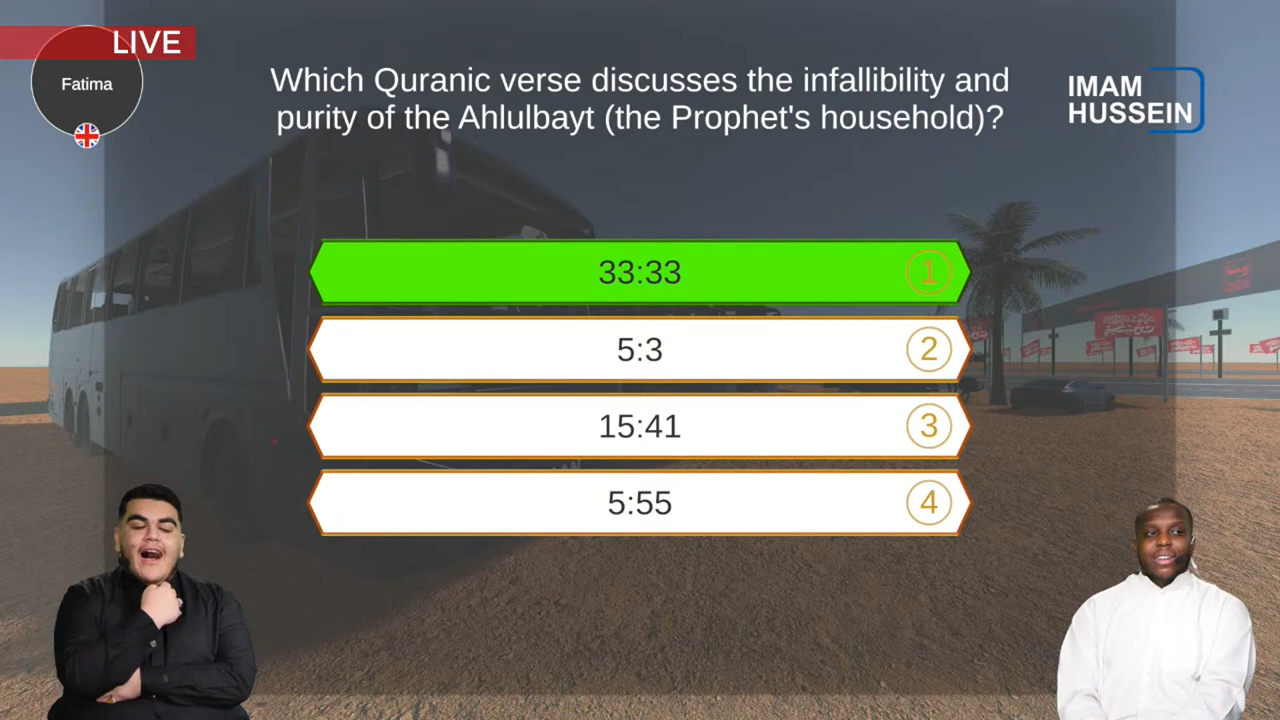 LIVE
Fatima
Which Quranic verse discusses the infallibility and
purity of the Ahlulbayt (the Prophet's household)?
IMAM
HUSSEIN
33:33
1
5:3
2
15:41
3
5:55
4